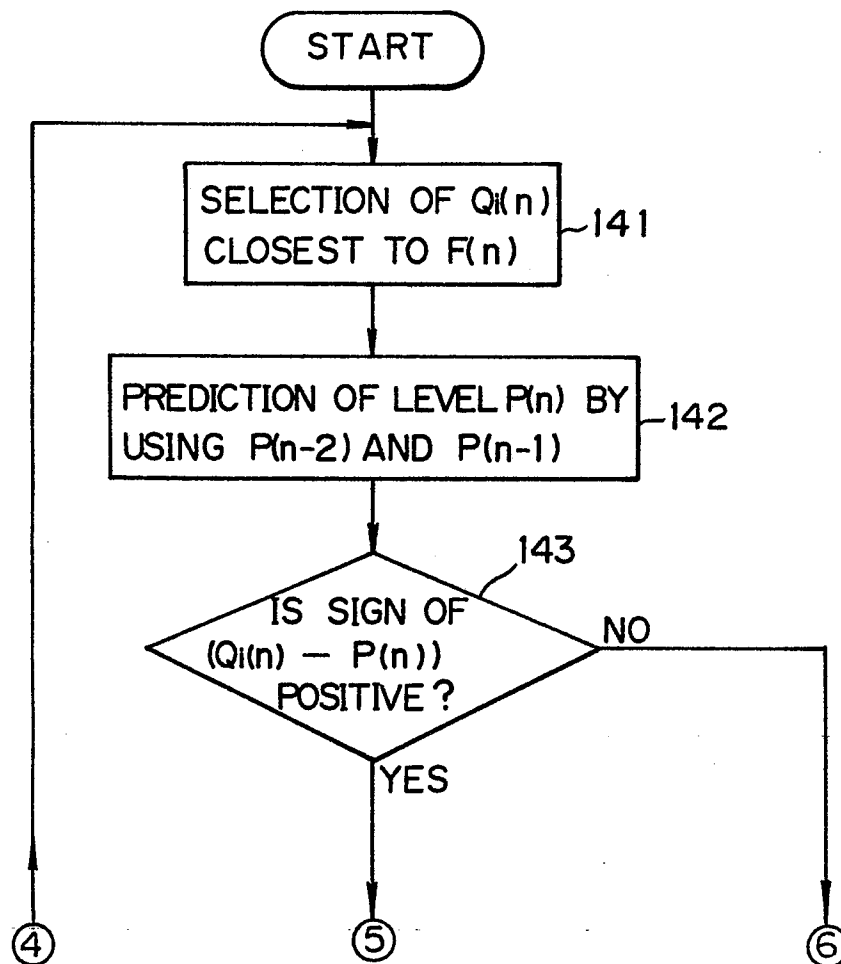 START
SELECTION OF Qi(n)
CLOSEST TO F(n)
141
PREDICTION OF LEVEL P(n) BY
USING P(n-2) AND P(n-1)
142
143
IS SIGN OF
(Qi(n) — P(n))
POSITIVE?
NO
YES
④
⑤
⑥